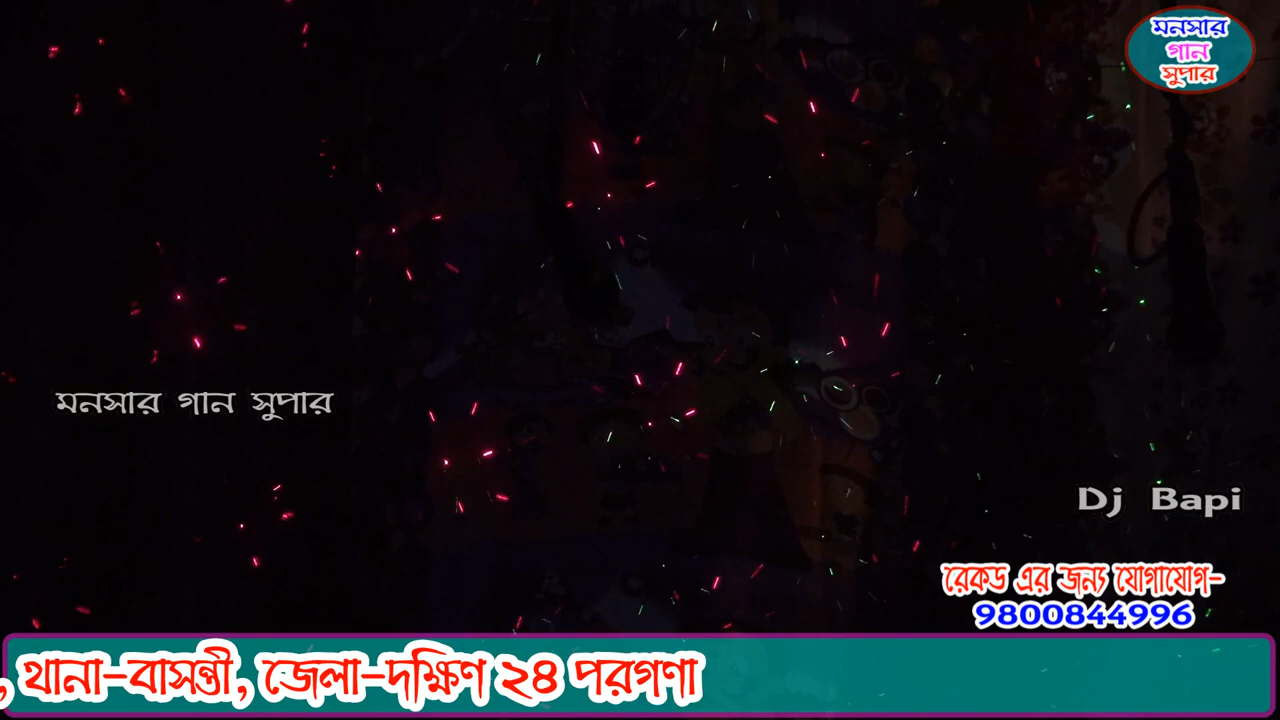 মনসার
গান
সুপার
মনসার গান সুপার
Dj Bapi
রেকড এর জন্য যোগাযোগ-
9800844996
, থানা-বাসন্তী, জেলা-দক্ষিণ ২৪ পরগণা